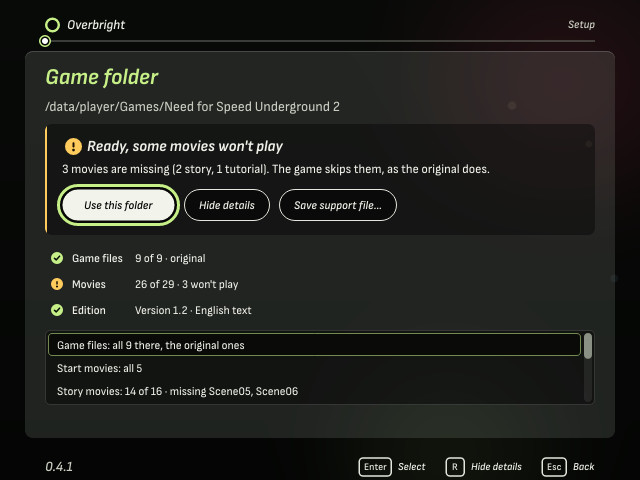 Overbright
Setup
Game folder
/data/player/Games/Need for Speed Underground 2
Ready, some movies won't play
3 movies are missing (2 story, 1 tutorial). The game skips them, as the original does.
Use this folder
Hide details
Save support file...
Game files 9 of 9 · original
Movies 26 of 29 · 3 won't play
Edition Version 1.2 · English text
Game files: all 9 there, the original ones
Start movies: all 5
Story movies: 14 of 16 · missing Scene05, Scene06
0.4.1
Enter Select
R Hide details
Esc Back